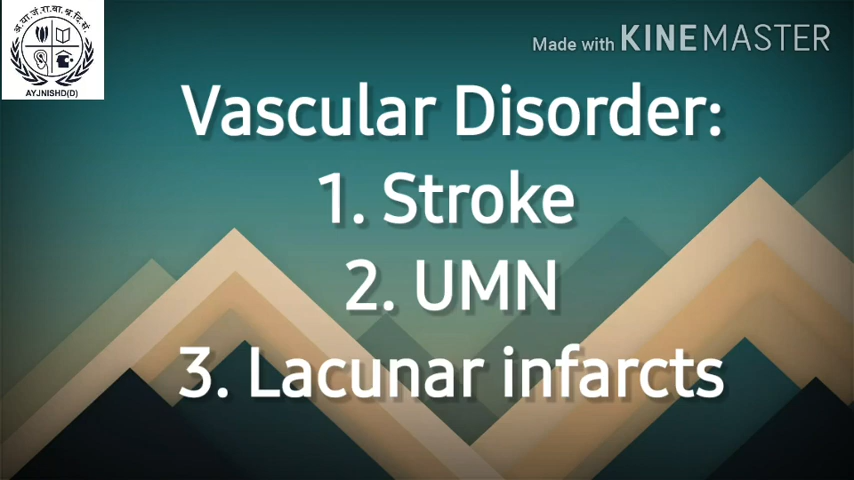 अ.या.जं.रा.वा.श्र.दि.सं.
AYJNISHD(D)
Made with KINEMASTER
Vascular Disorder:
1. Stroke
2. UMN
3. Lacunar infarcts